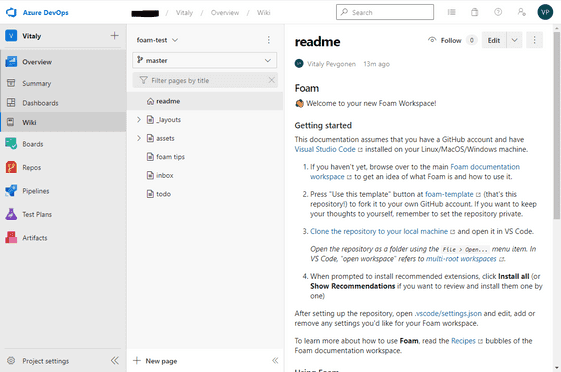 Azure DevOps
/ Vitaly / Overview / Wiki
Search
VP
V Vitaly
Overview
Summary
Dashboards
Wiki
Boards
Repos
Pipelines
Test Plans
Artifacts
Project settings
foam-test
master
Filter pages by title
readme
_layouts
assets
foam tips
inbox
todo
New page
readme
Follow 0
Edit
VP Vitaly Pevgonen 13m ago
Foam
Welcome to your new Foam Workspace!
Getting started
This documentation assumes that you have a GitHub account and have
Visual Studio Code installed on your Linux/MacOS/Windows machine.
1. If you haven't yet, browse over to the main Foam documentation
workspace to get an idea of what Foam is and how to use it.
2. Press "Use this template" button at foam-template (that's this
repository!) to fork it to your own GitHub account. If you want to keep
your thoughts to yourself, remember to set the repository private.
3. Clone the repository to your local machine and open it in VS Code.
Open the repository as a folder using the File > Open... menu item. In
VS Code, "open workspace" refers to multi-root workspaces.
4. When prompted to install recommended extensions, click Install all (or
Show Recommendations if you want to review and install them one by
one)
After setting up the repository, open .vscode/settings.json and edit, add or
remove any settings you'd like for your Foam workspace.
To learn more about how to use Foam, read the Recipes bubbles of the
Foam documentation workspace.
Using Foam